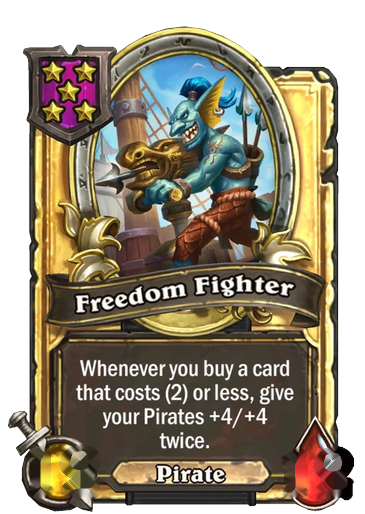 Freedom Fighter
Whenever you buy a card
that costs (2) or less, give
your Pirates +4/+4
twice.
Pirate